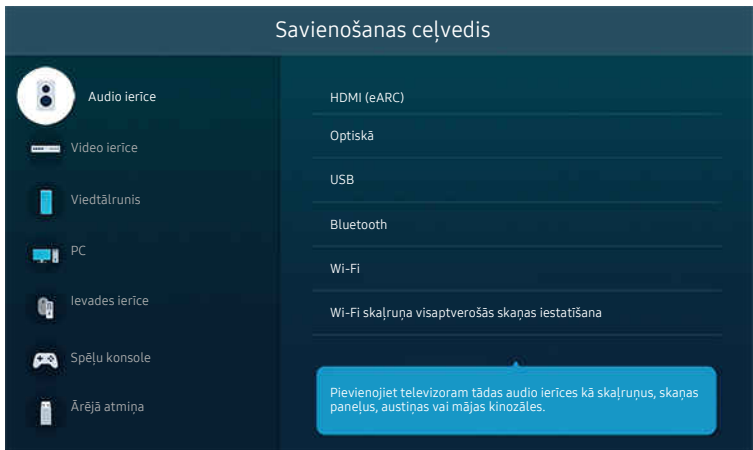 Savienošanas ceļvedis
Audio ierīce
Video ierīce
Viedtālrunis
PC
Ievades ierīce
Spēļu konsole
Ārējā atmiņa
HDMI (eARC)
Optiskā
USB
Bluetooth
Wi-Fi
Wi-Fi skaļruņa visaptverošās skaņas iestatīšana
Pievienojiet televizoram tādas audio ierīces kā skaļruņus, skaņas
paneļus, austiņas vai mājas kinozāles.